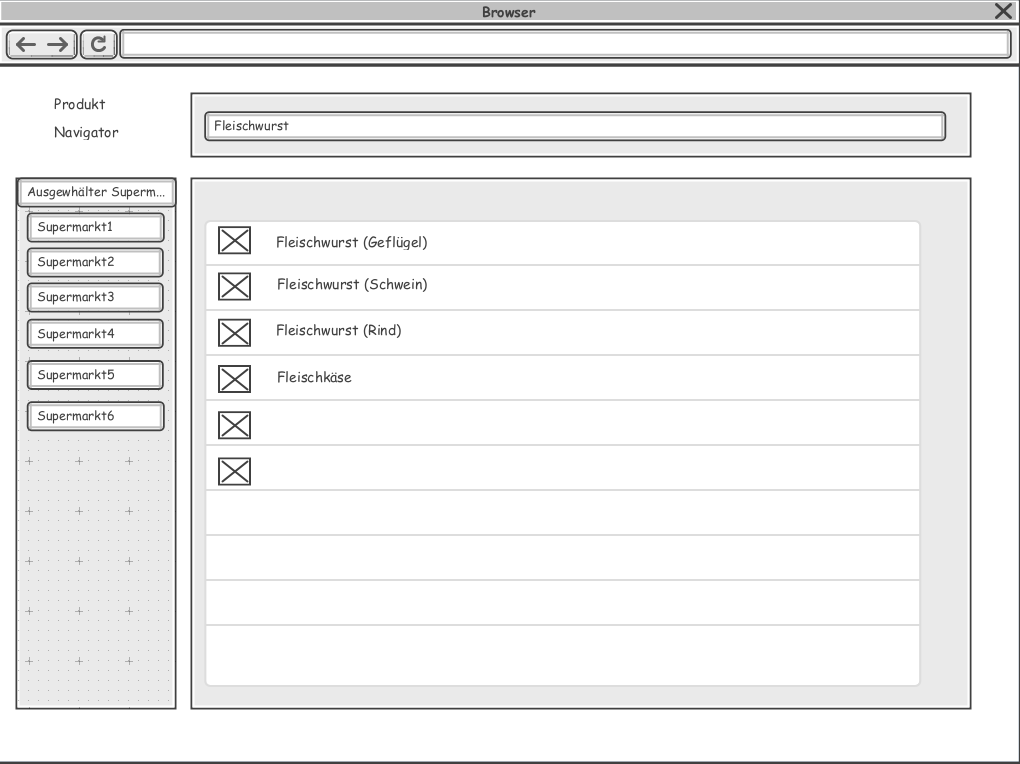 Browser
Produkt
Navigator
Fleischwurst
Ausgewhälter Superm...
Supermarkt1
Supermarkt2
Supermarkt3
Supermarkt4
Supermarkt5
Supermarkt6
Fleischwurst (Geflügel)
Fleischwurst (Schwein)
Fleischwurst (Rind)
Fleischkäse